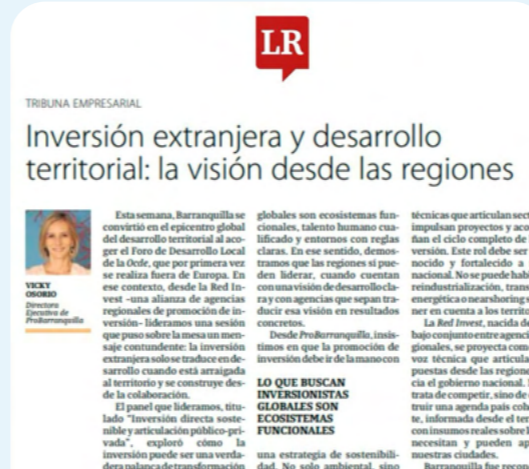 LR
TRIBUNA EMPRESARIAL
Inversión extranjera y desarrollo
territorial: la visión desde las regiones
VICKY
OSORIO
Directora
Ejecutiva de
ProBarranquilla
Esta semana, Barranquilla se
convirtió en el epicentro global
del desarrollo territorial al aco-
ger el Foro de Desarrollo Local
de la Ocde, que por primera vez
se realiza fuera de Europa. En
ese contexto, desde la Red In-
vest –una alianza de agencias
regionales de promoción de in-
versión– lideramos una sesión
que puso sobre la mesa un men-
saje contundente: la inversión
extranjera solo se traduce en de-
sarrollo cuando está arraigada
al territorio y se construye des-
de la colaboración.
El panel que lideramos, titu-
lado "Inversión directa soste-
nible y articulación público-pri-
vada", exploró cómo la
inversión puede ser una verda-
dera palanca de transformación
globales son ecosistemas fun-
cionales, talento humano cua-
lificado y entornos con reglas
claras. En ese sentido, demos-
tramos que las regiones sí pue-
den liderar, cuando cuentan
con una visión de desarrollo cla-
ra y con agencias que sepan tra-
ducir esa visión en resultados
concretos.
Desde ProBarranquilla, insis-
timos en que la promoción de
inversión debe ir de la mano con
LO QUE BUSCAN
INVERSIONISTAS
GLOBALES SON
ECOSISTEMAS
FUNCIONALES
una estrategia de sostenibili-
dad. No solo ambiental, sino
técnicas que articulan sect
impulsan proyectos y aco
ñan el ciclo completo de
versión. Este rol debe ser
nocido y fortalecido a
nacional. No se puede habl
reindustrialización, trans
energética o nearshoring
ner en cuenta a los territo
La Red Invest, nacida d
bajo conjunto entre agenci
gionales, se proyecta com
voz técnica que articula
puestas desde las regione
cia el gobierno nacional.
trata de competir, sino de
truir una agenda país coh
te, informada desde el ter
con insumos reales sobre l
necesitan y pueden ap
nuestras ciudades.
Barranquilla fue recono